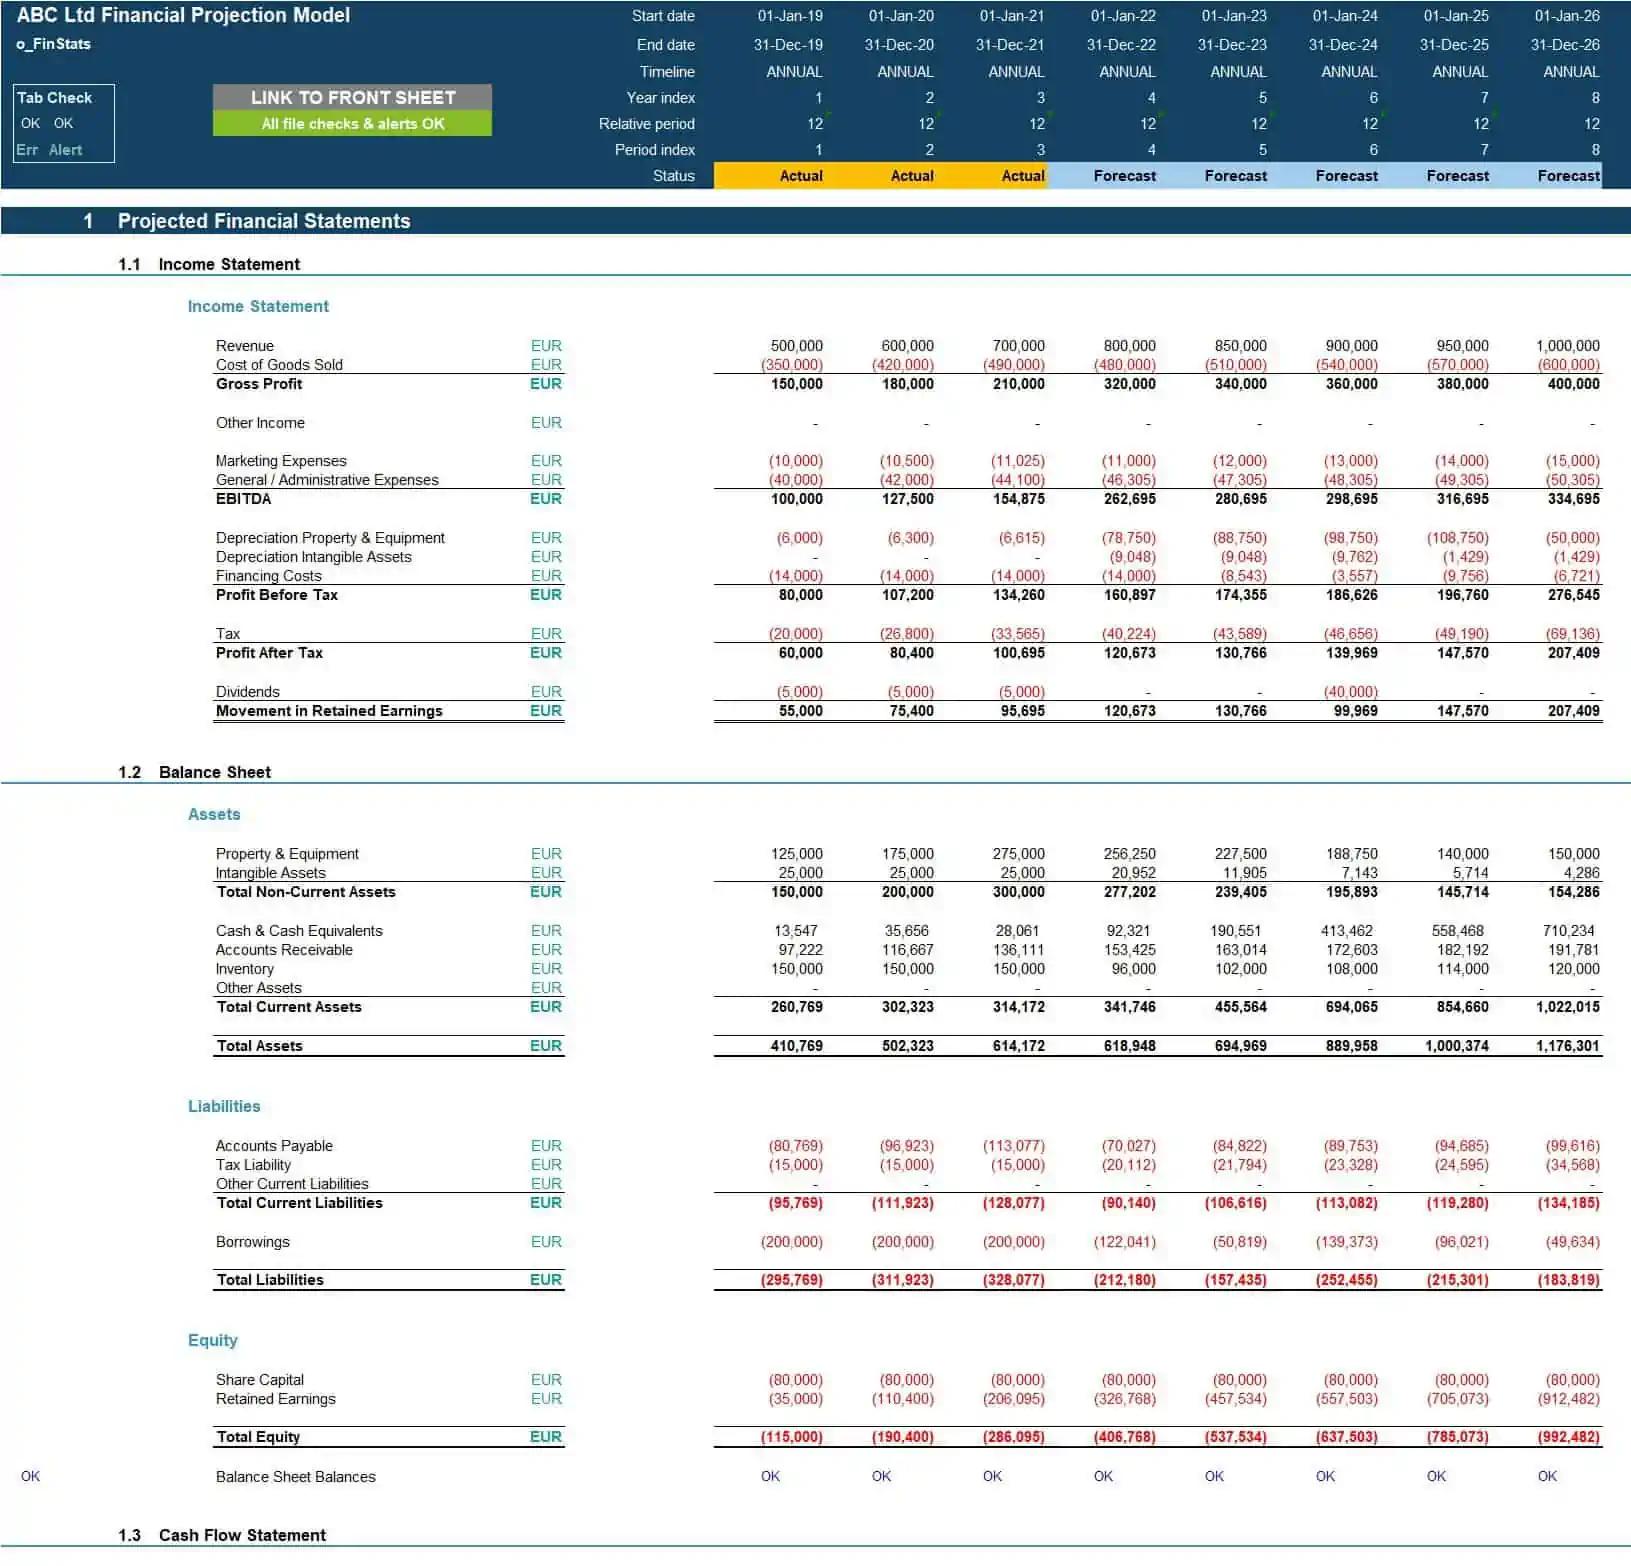 ABC Ltd Financial Projection Model Start date 01-Jan-19 01-Jan-20 01-Jan-21 01-Jan-22 01-Jan-23 01-Jan-24 01-Jan-25 01-Jan-26
o_FinStats End date 31-Dec-19 31-Dec-20 31-Dec-21 31-Dec-22 31-Dec-23 31-Dec-24 31-Dec-25 31-Dec-26
Timeline ANNUAL ANNUAL ANNUAL ANNUAL ANNUAL ANNUAL ANNUAL ANNUAL
Tab Check LINK TO FRONT SHEET Year index 1 2 3 4 5 6 7 8
OK OK All file checks & alerts OK Relative period 12 12 12 12 12 12 12 12
Err Alert Period index 1 2 3 4 5 6 7 8
Status Actual Actual Actual Forecast Forecast Forecast Forecast Forecast
1 Projected Financial Statements
1.1 Income Statement
Income Statement
Revenue EUR 500,000 600,000 700,000 800,000 850,000 900,000 950,000 1,000,000
Cost of Goods Sold EUR (350,000) (420,000) (490,000) (480,000) (510,000) (540,000) (570,000) (600,000)
Gross Profit EUR 150,000 180,000 210,000 320,000 340,000 360,000 380,000 400,000
Other Income EUR - - - - - - - -
Marketing Expenses EUR (10,000) (10,500) (11,025) (11,000) (12,000) (13,000) (14,000) (15,000)
General / Administrative Expenses EUR (40,000) (42,000) (44,100) (46,305) (47,305) (48,305) (49,305) (50,305)
EBITDA EUR 100,000 127,500 154,875 262,695 280,695 298,695 316,695 334,695
Depreciation Property & Equipment EUR (6,000) (6,300) (6,615) (78,750) (88,750) (98,750) (108,750) (50,000)
Depreciation Intangible Assets EUR - - - (9,048) (9,048) (9,762) (1,429) (1,429)
Financing Costs EUR (14,000) (14,000) (14,000) (14,000) (8,543) (3,557) (9,756) (6,721)
Profit Before Tax EUR 80,000 107,200 134,260 160,897 174,355 186,626 196,760 276,545
Tax EUR (20,000) (26,800) (33,565) (40,224) (43,589) (46,656) (49,190) (69,136)
Profit After Tax EUR 60,000 80,400 100,695 120,673 130,766 139,969 147,570 207,409
Dividends EUR (5,000) (5,000) (5,000) - - (40,000) - -
Movement in Retained Earnings EUR 55,000 75,400 95,695 120,673 130,766 99,969 147,570 207,409
1.2 Balance Sheet
Assets
Property & Equipment EUR 125,000 175,000 275,000 256,250 227,500 188,750 140,000 150,000
Intangible Assets EUR 25,000 25,000 25,000 20,952 11,905 7,143 5,714 4,286
Total Non-Current Assets EUR 150,000 200,000 300,000 277,202 239,405 195,893 145,714 154,286
Cash & Cash Equivalents EUR 13,547 35,656 28,061 92,321 190,551 413,462 558,468 710,234
Accounts Receivable EUR 97,222 116,667 136,111 153,425 163,014 172,603 182,192 191,781
Inventory EUR 150,000 150,000 150,000 96,000 102,000 108,000 114,000 120,000
Other Assets EUR - - - - - - - -
Total Current Assets EUR 260,769 302,323 314,172 341,746 455,564 694,065 854,660 1,022,015
Total Assets EUR 410,769 502,323 614,172 618,948 694,969 889,958 1,000,374 1,176,301
Liabilities
Accounts Payable EUR (80,769) (96,923) (113,077) (70,027) (84,822) (89,753) (94,685) (99,616)
Tax Liability EUR (15,000) (15,000) (15,000) (20,112) (21,794) (23,328) (24,595) (34,568)
Other Current Liabilities EUR - - - - - - - -
Total Current Liabilities EUR (95,769) (111,923) (128,077) (90,140) (106,616) (113,082) (119,280) (134,185)
Borrowings EUR (200,000) (200,000) (200,000) (122,041) (50,819) (139,373) (96,021) (49,634)
Total Liabilities EUR (295,769) (311,923) (328,077) (212,180) (157,435) (252,455) (215,301) (183,819)
Equity
Share Capital EUR (80,000) (80,000) (80,000) (80,000) (80,000) (80,000) (80,000) (80,000)
Retained Earnings EUR (35,000) (110,400) (206,095) (326,768) (457,534) (557,503) (705,073) (912,482)
Total Equity EUR (115,000) (190,400) (286,095) (406,768) (537,534) (637,503) (785,073) (992,482)
OK Balance Sheet Balances OK OK OK OK OK OK OK OK
1.3 Cash Flow Statement